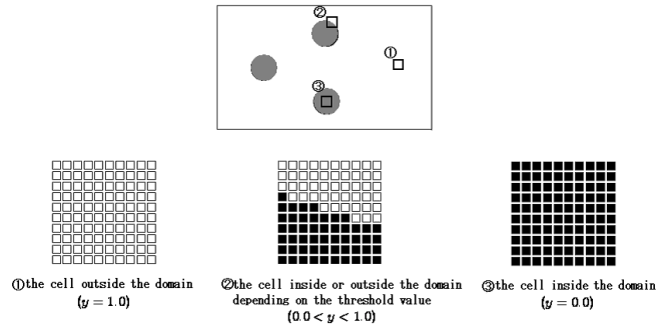 ②
①
③
①the cell outside the domain
(y = 1.0)
②the cell inside or outside the domain
depending on the threshold value
(0.0 < y < 1.0)
③the cell inside the domain
(y = 0.0)